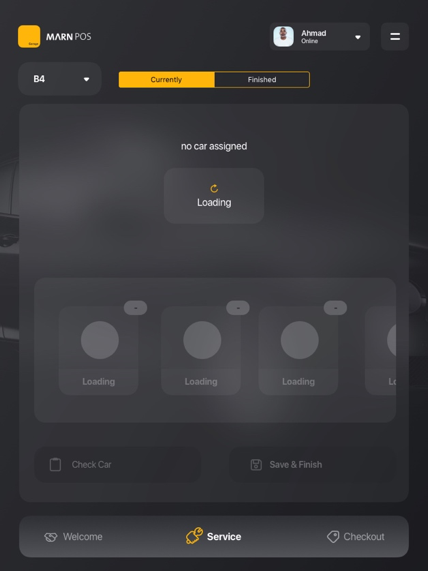 MARN POS
Ahmad
Online
B4
Currently
Finished
no car assigned
Loading
-
-
-
Loading
Loading
Loading
Lo
Check Car
Save & Finish
Welcome
Service
Checkout